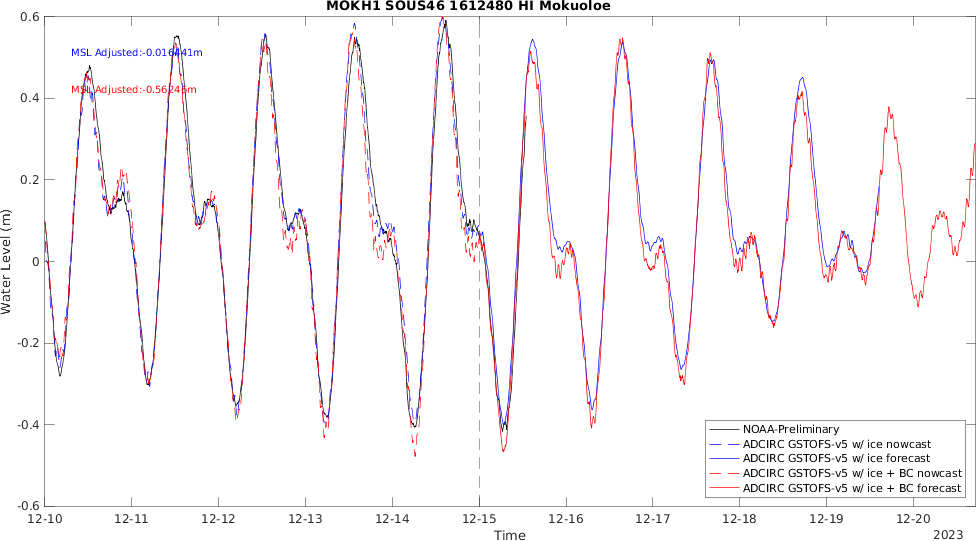 MOKH1 SOUS46 1612480 HI Mokuoloe
0.6
MSL Adjusted:-0.016441m
0.4
MSL Adjusted:-0.56246m
0.2
Water Level (m)
0
-0.2
-0.4
NOAA-Preliminary
ADCIRC GSTOFS-v5 w/ ice nowcast
ADCIRC GSTOFS-v5 w/ ice forecast
ADCIRC GSTOFS-v5 w/ ice + BC nowcast
ADCIRC GSTOFS-v5 w/ ice + BC forecast
-0.6
12-10 12-11 12-12 12-13 12-14 12-15 12-16 12-17 12-18 12-19 12-20
Time
2023